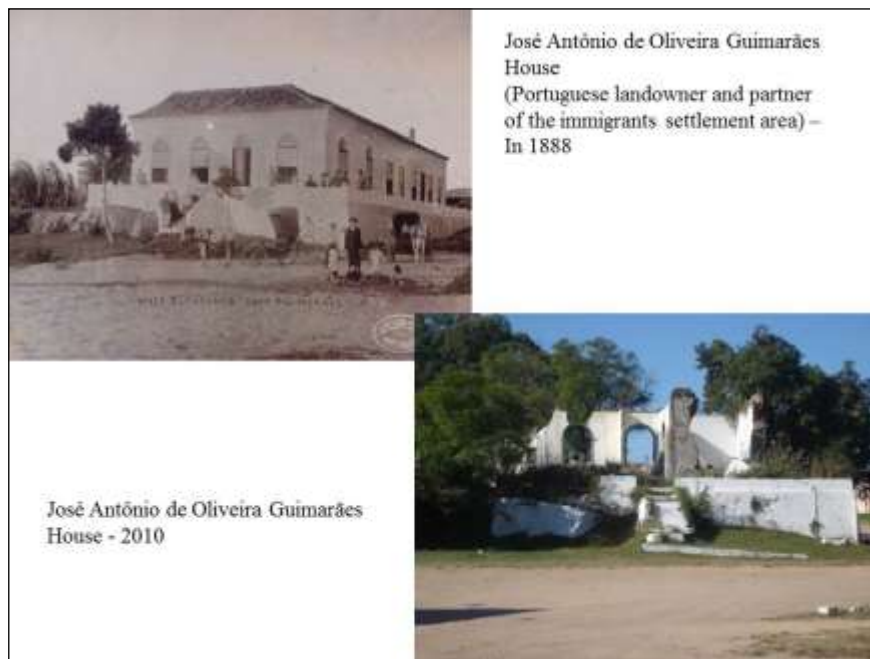 José Antônio de Oliveira Guimarães
House
(Portuguese landowner and partner
of the immigrants settlement area) –
In 1888
José Antônio de Oliveira Guimarães
House - 2010